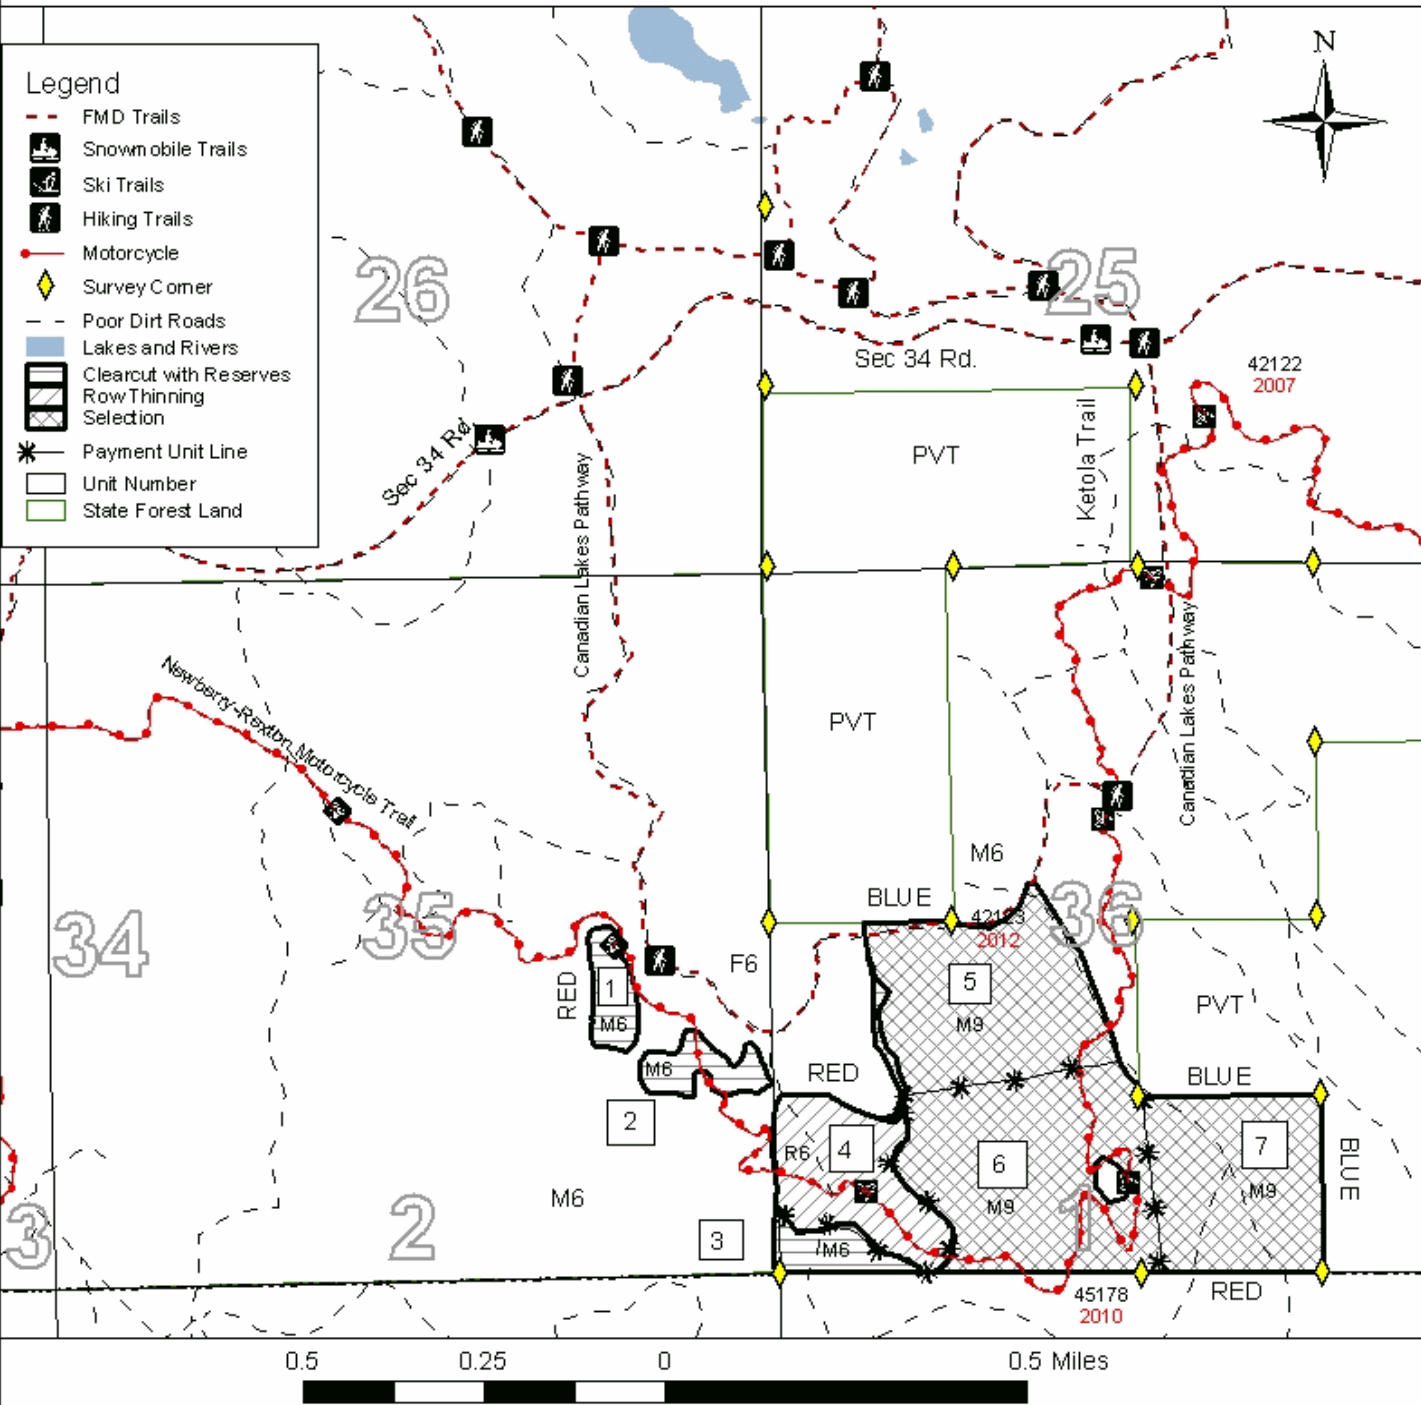 N
Legend
FMD Trails
Snowmobile Trails
Ski Trails
Hiking Trails
Motorcycle
Survey Corner
Poor Dirt Roads
Lakes and Rivers
Clearcut with Reserves
Row Thinning
Selection
Payment Unit Line
Unit Number
State Forest Land
26
25
Sec 34 Rd.
42122
2007
Sec 34 Rd.
PVT
Ketola Trail
Canadian Lakes Pathway
Newberry-Rexton Motorcycle Trail
PVT
Canadian Lakes Pathway
M6
BLUE
42123
2012
36
35
34
F6
RED
1
M6
5
M9
PVT
M6
RED
BLUE
2
4
R6
6
M9
7
M9
BLUE
M6
3
2
3
M6
1
45178
2010
RED
0.5
0.25
0
0.5 Miles